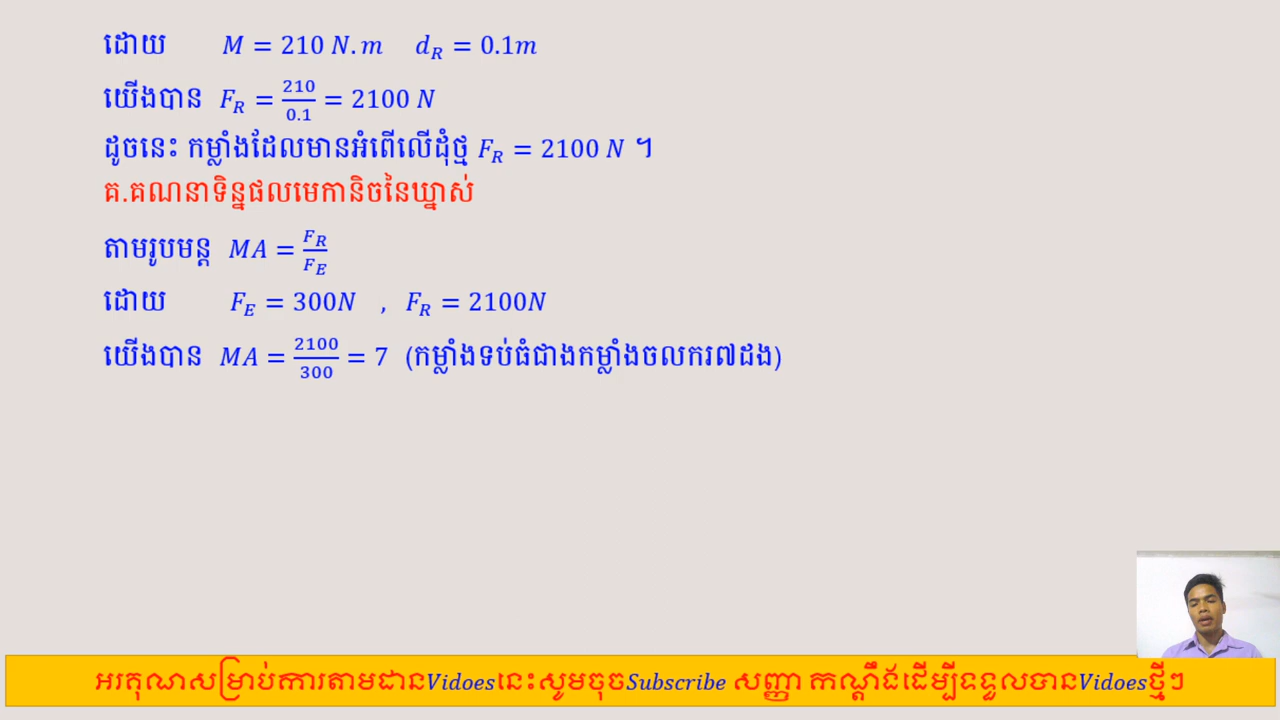 ដោយ M = 210 N.m d_R = 0.1m
យើងបាន F_R = 210/0.1 = 2100 N
ដូចនេះ កម្លាំងដែលមានអំពើលើដុំថ្ម F_R = 2100 N ។
គ.គណនាទិន្នផលមេកានិចនៃឃ្នាស់
តាមរូបមន្ត MA = F_R/F_E
ដោយ F_E = 300N , F_R = 2100N
យើងបាន MA = 2100/300 = 7 (កម្លាំងទប់ធំជាងកម្លាំងចលករ៧ដង)
អរគុណសម្រាប់ការតាមដានVidoesនេះសូមចុចSubscribe សញ្ញា កណ្ដឹងដើម្បីទទួលបានVidoesថ្មីៗ